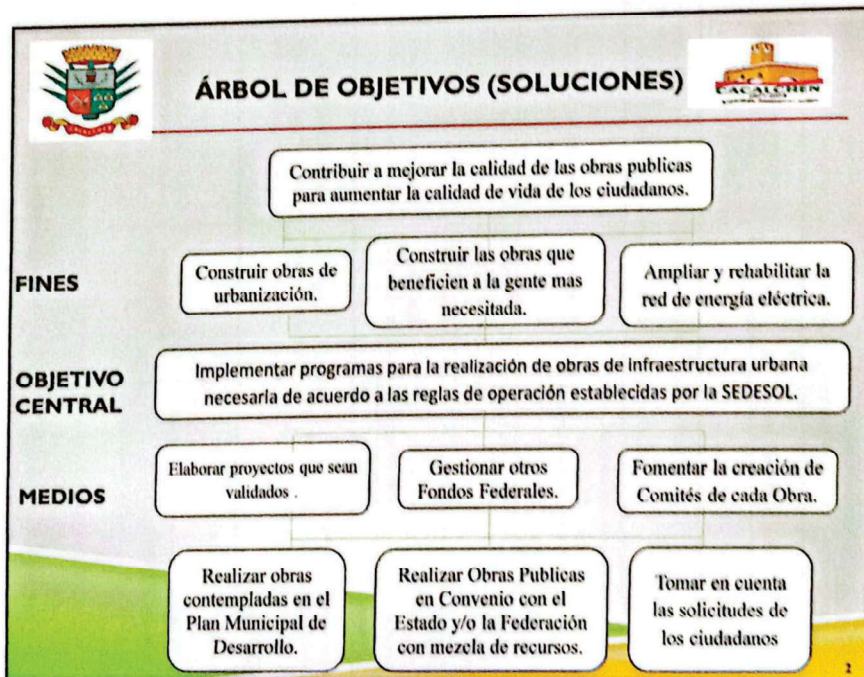 ÁRBOL DE OBJETIVOS (SOLUCIONES)
CACALCHEN
Contribuir a mejorar la calidad de las obras publicas
para aumentar la calidad de vida de los ciudadanos.
FINES
Construir obras de
urbanización.
Construir las obras que
beneficien a la gente mas
necesitada.
Ampliar y rehabilitar la
red de energía eléctrica.
OBJETIVO
CENTRAL
Implementar programas para la realización de obras de infraestructura urbana
necesaria de acuerdo a las reglas de operación establecidas por la SEDESOL.
MEDIOS
Elaborar proyectos que sean
validados .
Gestionar otros
Fondos Federales.
Fomentar la creación de
Comités de cada Obra.
Realizar obras
contempladas en el
Plan Municipal de
Desarrollo.
Realizar Obras Publicas
en Convenio con el
Estado y/o la Federación
con mezcla de recursos.
Tomar en cuenta
las solicitudes de
los ciudadanos
2